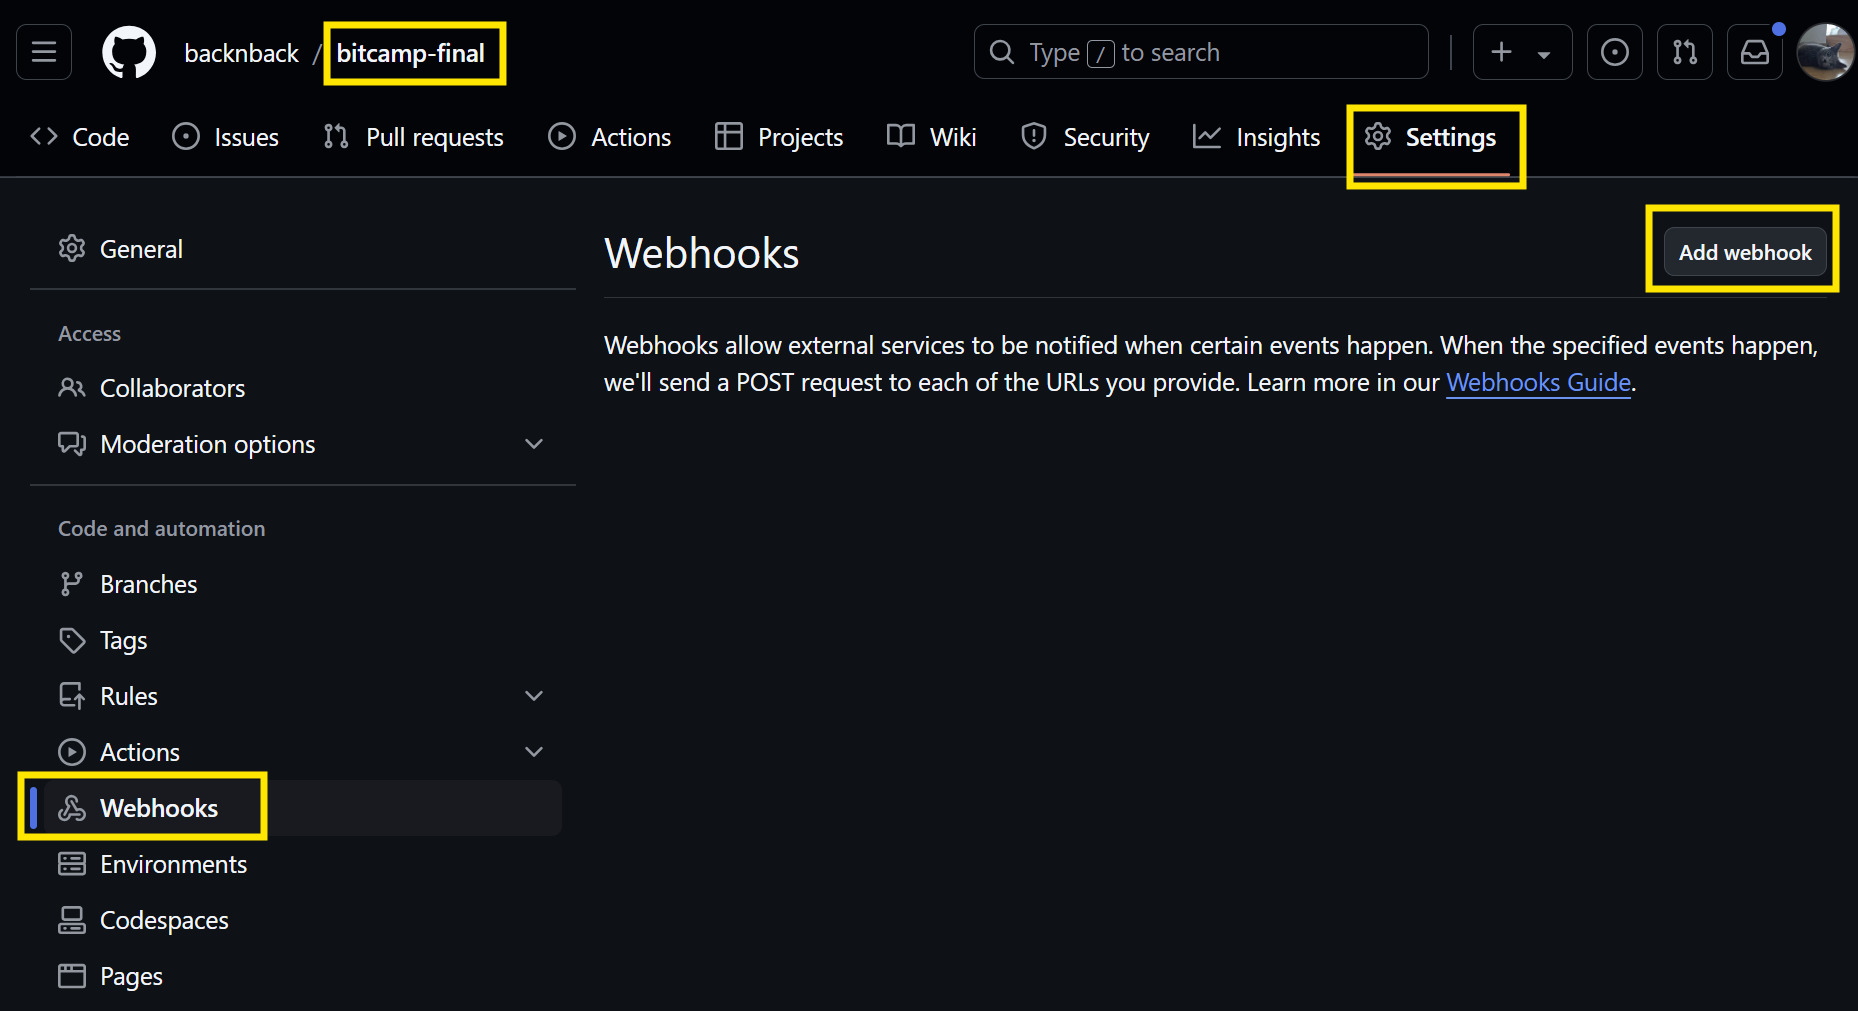 backnback / bitcamp-final
Type / to search
Code Issues Pull requests Actions Projects Wiki Security Insights Settings
General
Access
Collaborators
Moderation options
Code and automation
Branches
Tags
Rules
Actions
Webhooks
Environments
Codespaces
Pages
Webhooks
Add webhook
Webhooks allow external services to be notified when certain events happen. When the specified events happen,
we'll send a POST request to each of the URLs you provide. Learn more in our Webhooks Guide.